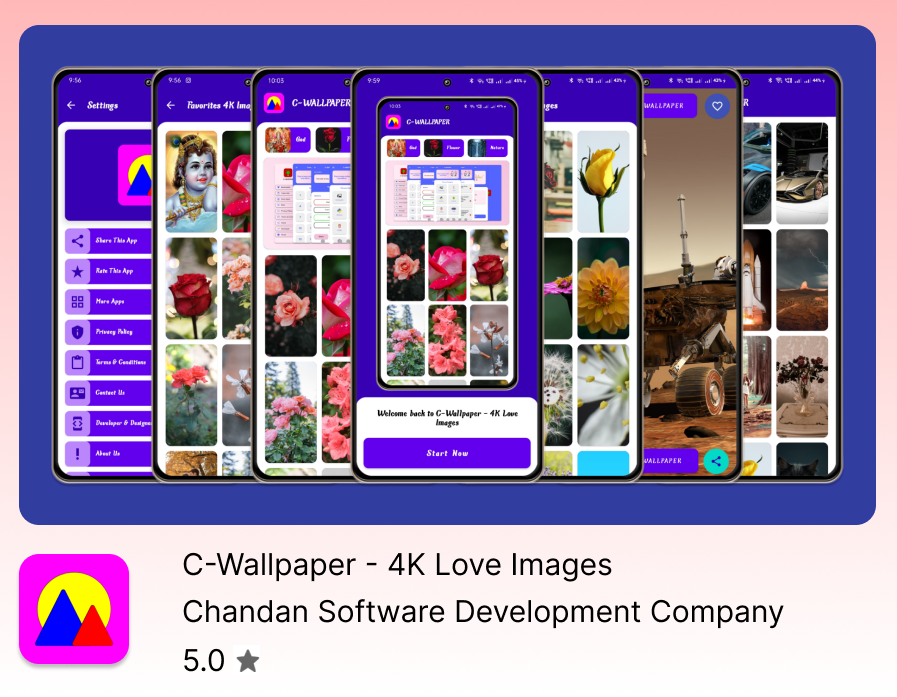 9:56
Settings
Share This App
Rate This App
More Apps
Privacy Policy
Terms & Conditions
Contact Us
Developer &
About Us
9:56
Favorites 4K
10:03
C-WALLPAPER
God
9:59
10:03
C-WALLPAPER
God
Flower
Nature
Welcome back to C-Wallpaper - 4K Love
Images
Start Now
WALLPAPER
WALLPAPER
C-Wallpaper - 4K Love Images
Chandan Software Development Company
5.0